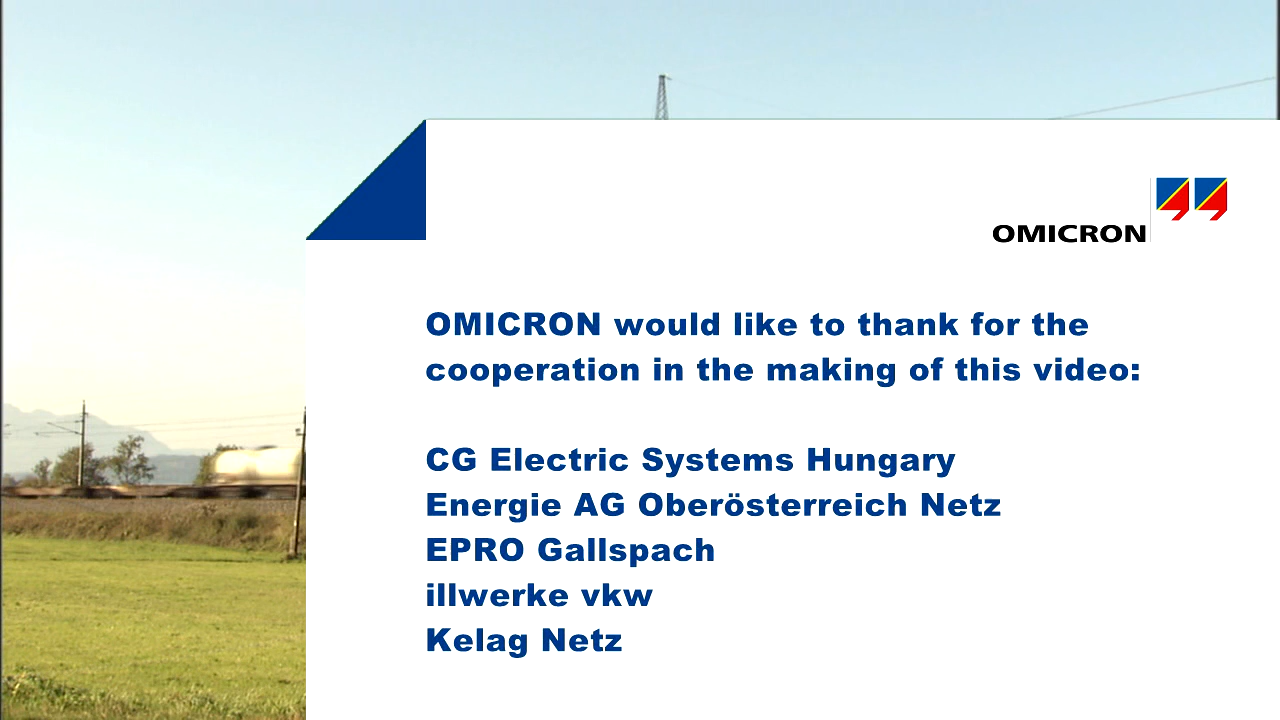 OMICRON
OMICRON would like to thank for the
cooperation in the making of this video:
CG Electric Systems Hungary
Energie AG Oberösterreich Netz
EPRO Gallspach
illwerke vkw
Kelag Netz